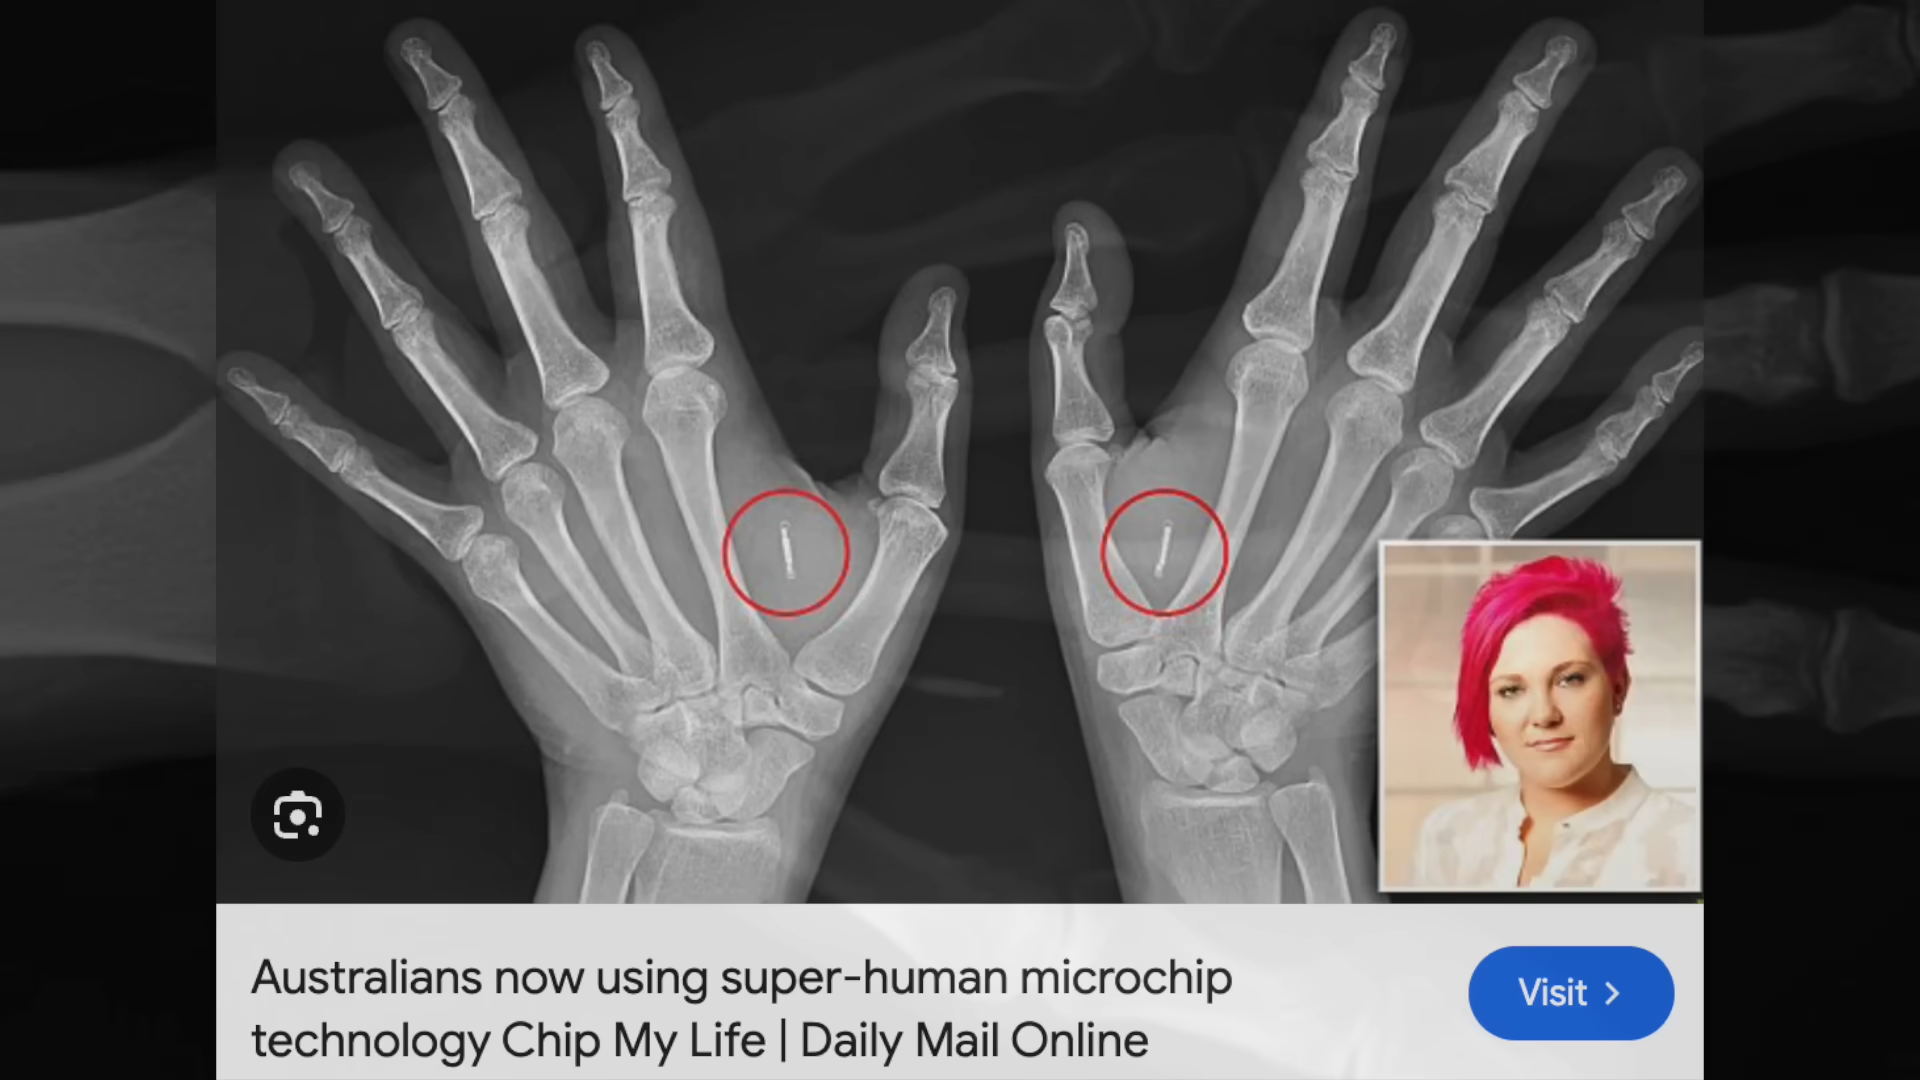 Australians now using super-human microchip
technology Chip My Life | Daily Mail Online
Visit